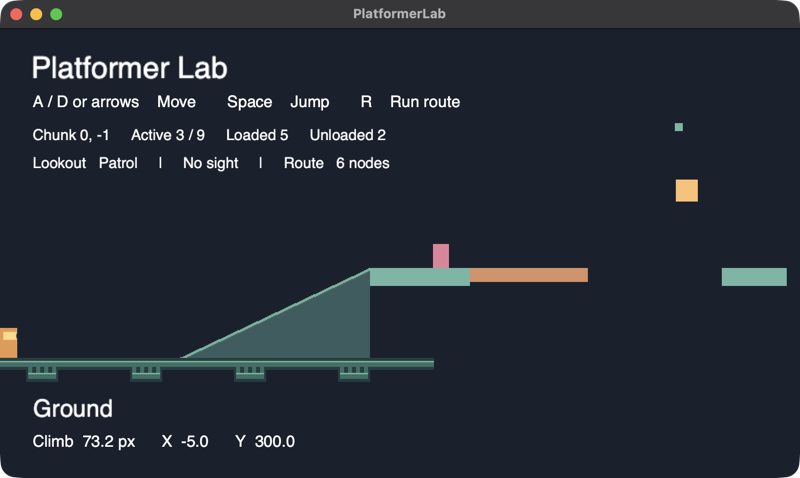 PlatformerLab
Platformer Lab
A / D or arrows Move Space Jump R Run route
Chunk 0, -1 Active 3 / 9 Loaded 5 Unloaded 2
Lookout Patrol | No sight | Route 6 nodes
Ground
Climb 73.2 px X -5.0 Y 300.0